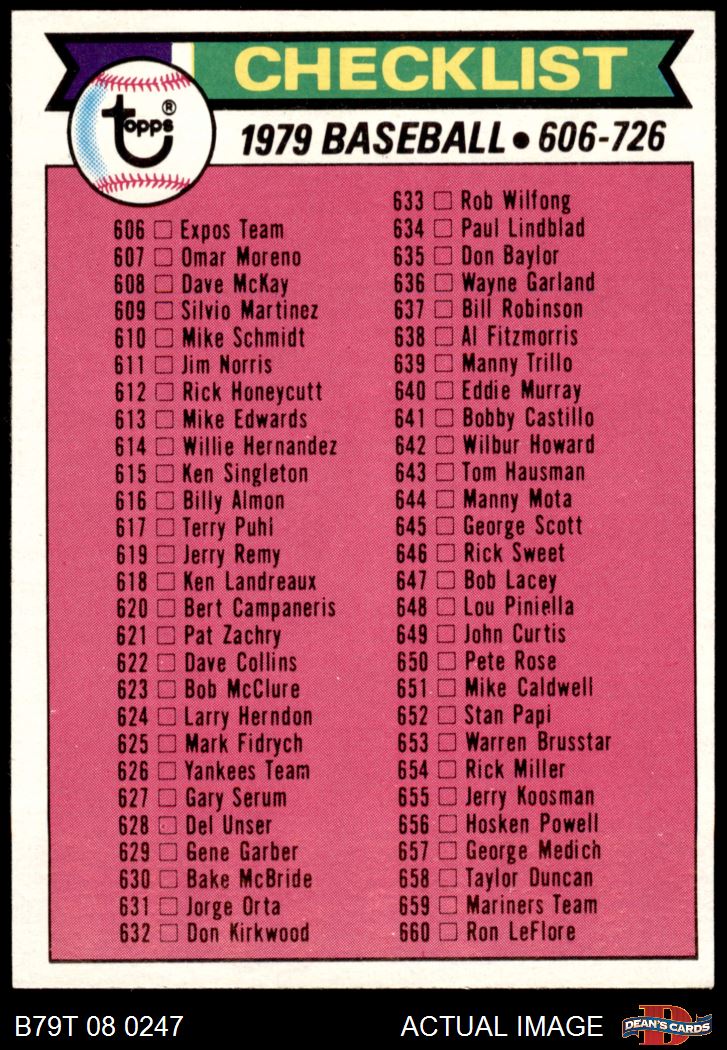 CHECKLIST
topps®
1979 BASEBALL • 606-726
606 □ Expos Team
607 □ Omar Moreno
608 □ Dave McKay
609 □ Silvio Martinez
610 □ Mike Schmidt
611 □ Jim Norris
612 □ Rick Honeycutt
613 □ Mike Edwards
614 □ Willie Hernandez
615 □ Ken Singleton
616 □ Billy Almon
617 □ Terry Puhl
619 □ Jerry Remy
618 □ Ken Landreaux
620 □ Bert Campaneris
621 □ Pat Zachry
622 □ Dave Collins
623 □ Bob McClure
624 □ Larry Herndon
625 □ Mark Fidrych
626 □ Yankees Team
627 □ Gary Serum
628 □ Del Unser
629 □ Gene Garber
630 □ Bake McBride
631 □ Jorge Orta
632 □ Don Kirkwood
633 □ Rob Wilfong
634 □ Paul Lindblad
635 □ Don Baylor
636 □ Wayne Garland
637 □ Bill Robinson
638 □ Al Fitzmorris
639 □ Manny Trillo
640 □ Eddie Murray
641 □ Bobby Castillo
642 □ Wilbur Howard
643 □ Tom Hausman
644 □ Manny Mota
645 □ George Scott
646 □ Rick Sweet
647 □ Bob Lacey
648 □ Lou Piniella
649 □ John Curtis
650 □ Pete Rose
651 □ Mike Caldwell
652 □ Stan Papi
653 □ Warren Brusstar
654 □ Rick Miller
655 □ Jerry Koosman
656 □ Hosken Powell
657 □ George Medich
658 □ Taylor Duncan
659 □ Mariners Team
660 □ Ron LeFlore
B79T 08 0247
ACTUAL IMAGE
D
DEAN'S CARDS